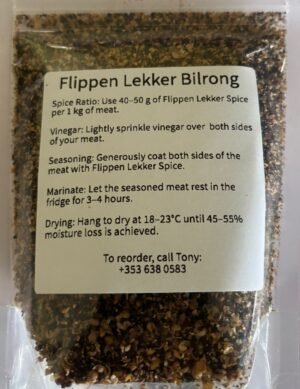 Flippen Lekker Bilrong
Spice Ratio: Use 40–50 g of Flippen Lekker Spice
per 1 kg of meat.
Vinegar: Lightly sprinkle vinegar over both sides
of your meat.
Seasoning: Generously coat both sides of the
meat with Flippen Lekker Spice.
Marinate: Let the seasoned meat rest in the
fridge for 3–4 hours.
Drying: Hang to dry at 18–23°C until 45–55%
moisture loss is achieved.
To reorder, call Tony:
+353 638 0583